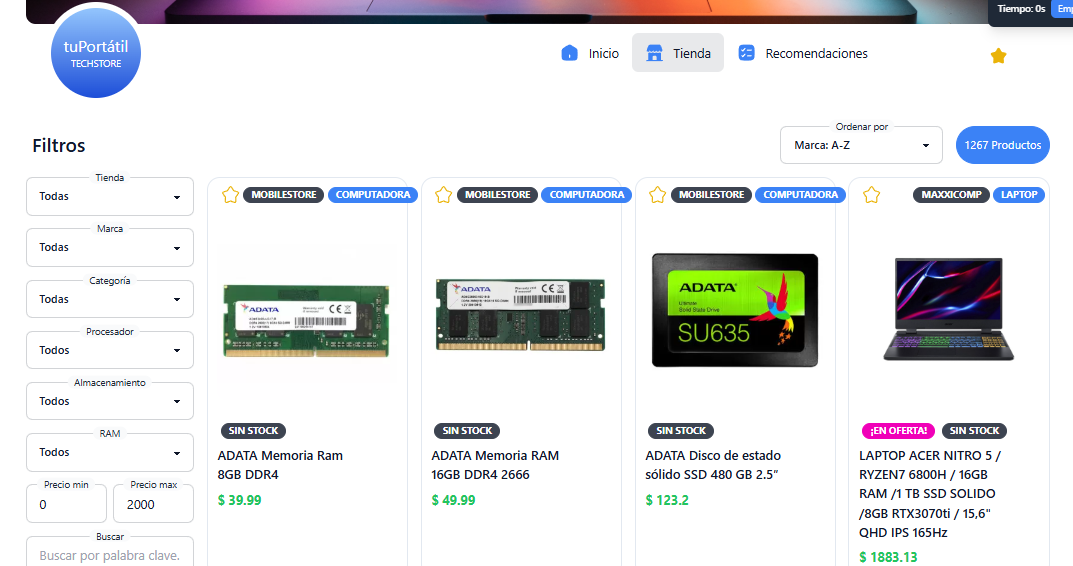 Tiempo: 0s
tuPortátil
TECHSTORE
Inicio
Tienda
Recomendaciones
Filtros
Ordenar por
Marca: A-Z
1267 Productos
Tienda
Todas
Marca
Todas
Categoría
Todas
Procesador
Todos
Almacenamiento
Todos
RAM
Todos
Precio min
0
Precio max
2000
Buscar
Buscar por palabra clave.
MOBILESTORE
COMPUTADORA
ADATA
SIN STOCK
ADATA Memoria Ram
8GB DDR4
$ 39.99
MOBILESTORE
COMPUTADORA
ADATA
SIN STOCK
ADATA Memoria RAM
16GB DDR4 2666
$ 49.99
MOBILESTORE
COMPUTADORA
ADATA
Ultimate
Solid State Drive
SU635
SIN STOCK
ADATA Disco de estado
sólido SSD 480 GB 2.5”
$ 123.2
MAXXICOMP
LAPTOP
¡EN OFERTA!
SIN STOCK
LAPTOP ACER NITRO 5 /
RYZEN7 6800H / 16GB
RAM /1 TB SSD SOLIDO
/8GB RTX3070ti / 15,6"
QHD IPS 165Hz
$ 1883.13